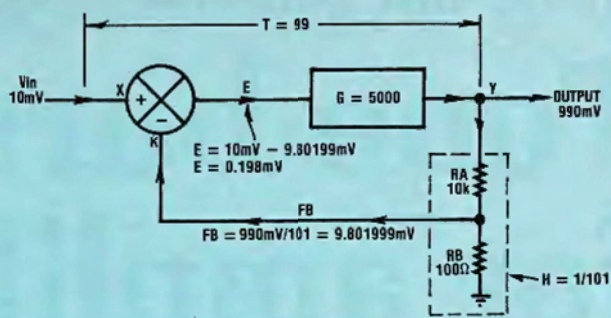 T = 99
Vin
10mV
X
+
−
K
E
G = 5000
Y
OUTPUT
990mV
E = 10mV − 9.80199mV
E = 0.198mV
RA
10k
FB
FB = 990mV/101 = 9.801999mV
RB
100Ω
H = 1/101